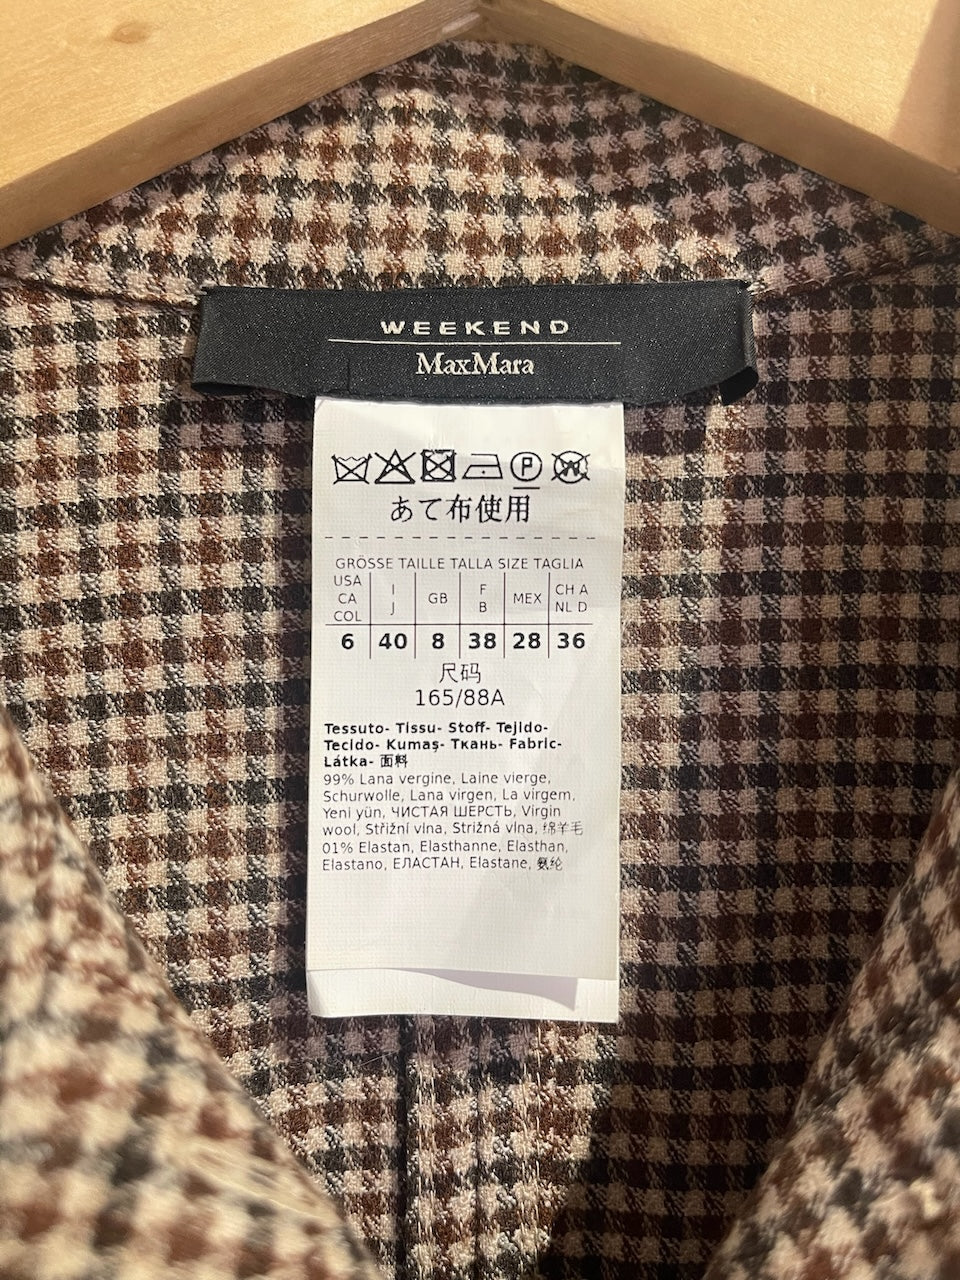 WEEKEND
MaxMara
P W
あて布使用
GRÖSSE TAILLE TALLA SIZE TAGLIA
USA CA COL I J GB F B MEX CH A NL D
6 40 8 38 28 36
尺码
165/88A
Tessuto- Tissu- Stoff- Tejido-
Tecido- Kumaş- Ткань- Fabric-
Látka- 面料
99% Lana vergine, Laine vierge,
Schurwolle, Lana virgen, La virgem,
Yeni yün, ЧИСТАЯ ШЕРСТЬ, Virgin
wool, Střižní vlna, Strižná vlna, 绵羊毛
01% Elastan, Elasthanne, Elasthan,
Elastano, ЕЛАСТАН, Elastane, 氨纶